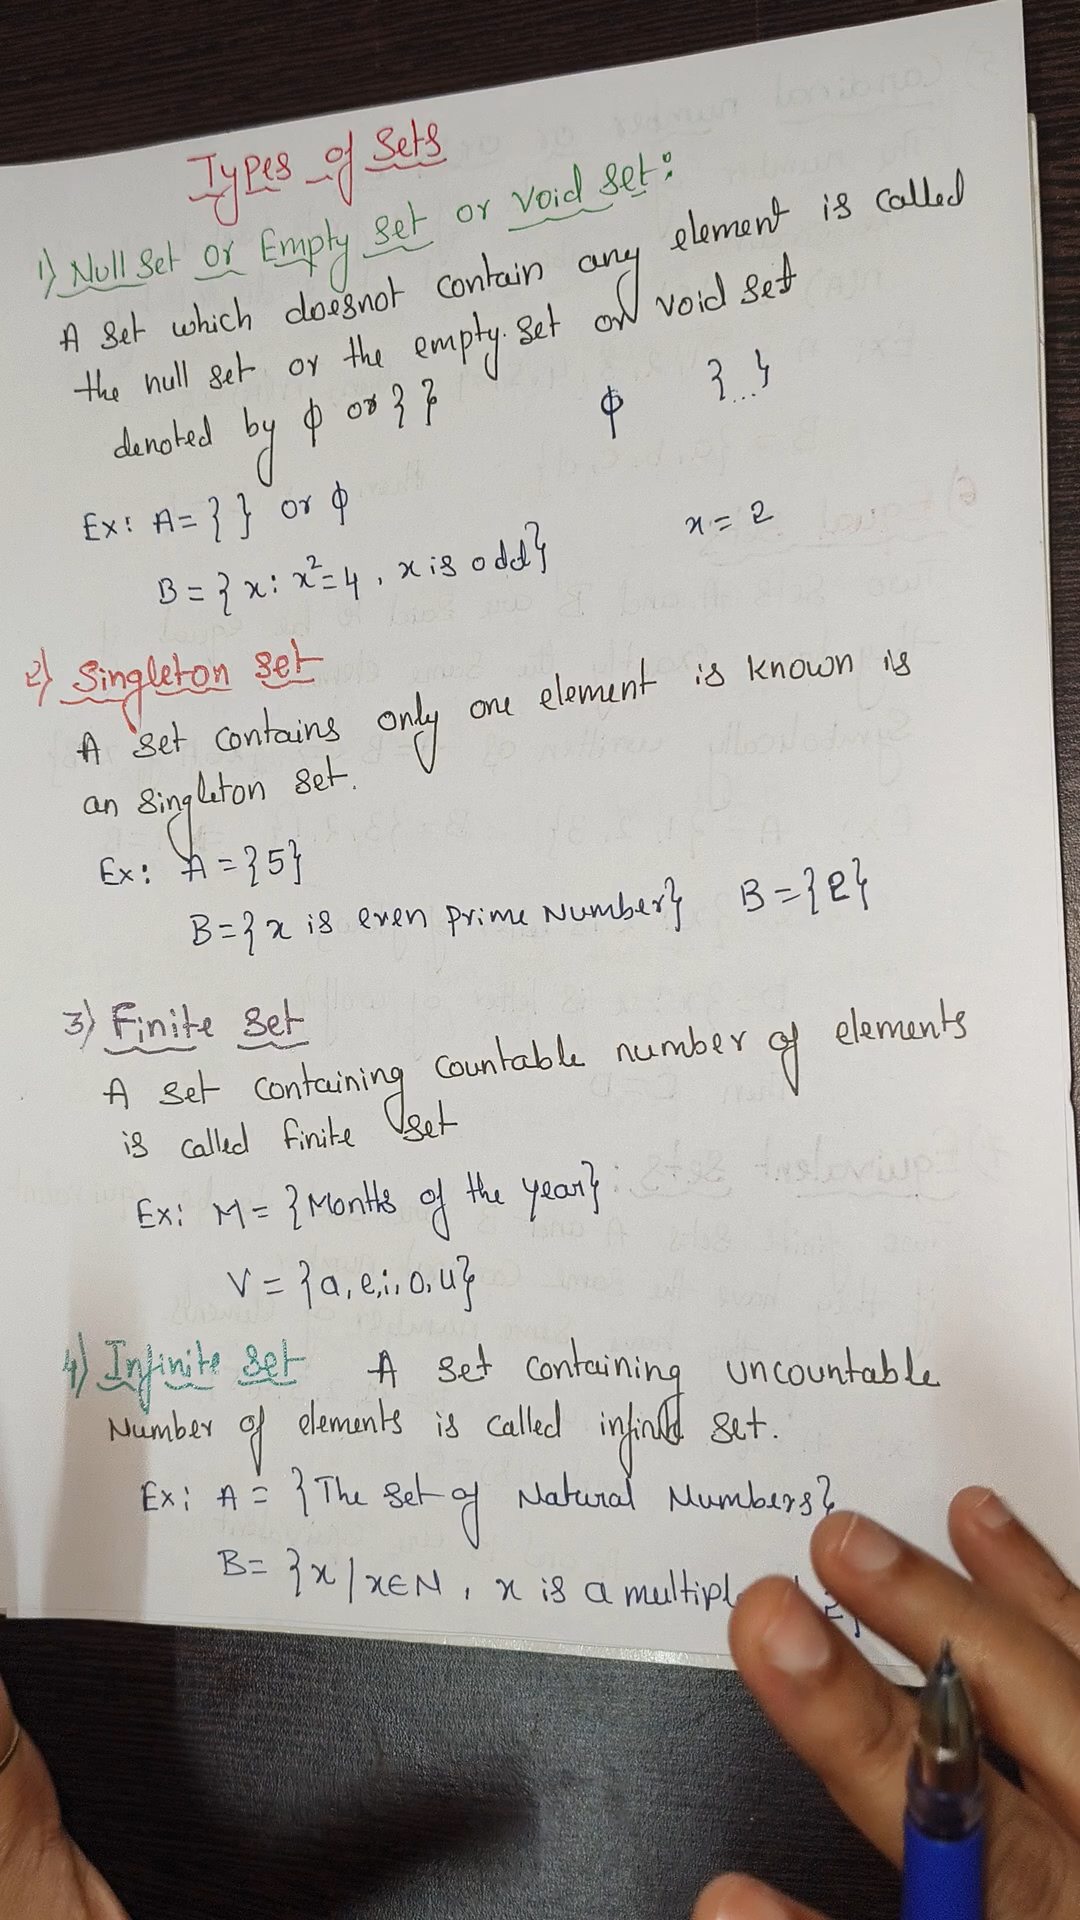 Types of Sets
1) Null Set or Empty Set or Void Set:
A Set which doesnot contain any element is called
the null set or the empty set or void set
denoted by ϕ or { }
ϕ {...}
Ex: A = { } or ϕ
B = {x: x²=4, x is odd}
x = 2
2) Singleton Set
A Set contains only one element is known is
an singleton set.
Ex: A = {5}
B = {x is even prime Number} B = {2}
3) Finite Set
A Set containing countable number of elements
is called finite set
Ex: M = {Months of the year}
V = {a, e, i, o, u}
4) Infinite Set A Set containing uncountable
Number of elements is called infinite set.
Ex: A = {The Set of Natural Numbers}
B = {x / x∈N, x is a 2}